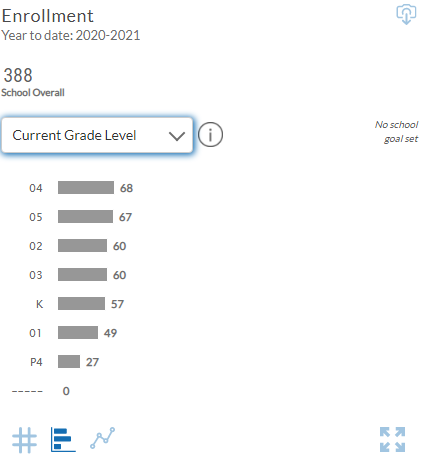 Enrollment
Year to date: 2020-2021
388
School Overall
Current Grade Level
i
No school
goal set
04 68
05 67
02 60
03 60
K 57
01 49
P4 27
----- 0